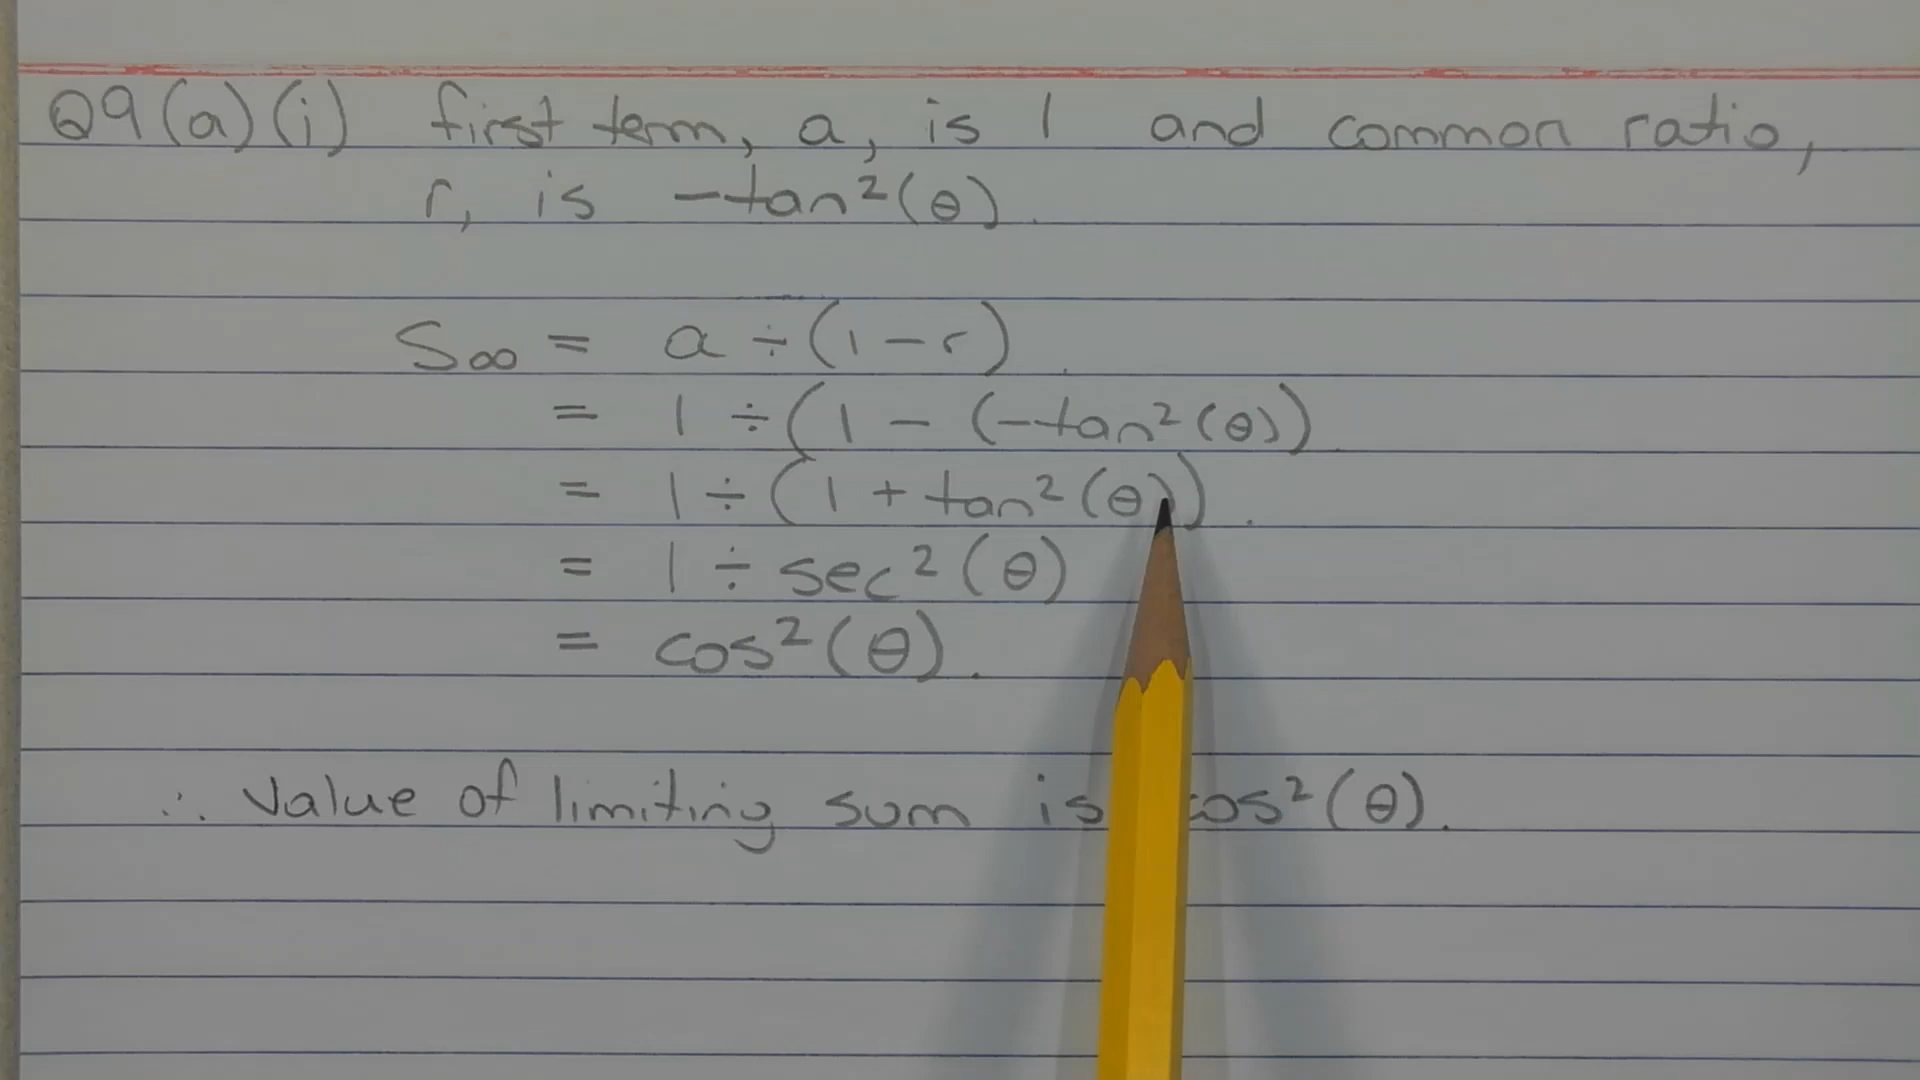 Q9(a)(i) first term, a, is 1 and common ratio,
r, is -tan²(θ).
S∞ = a ÷ (1 - r).
= 1 ÷ (1 - (-tan²(θ)).
= 1 ÷ (1 + tan²(θ)).
= 1 ÷ sec²(θ)
= cos²(θ).
∴ Value of limiting sum is cos²(θ).